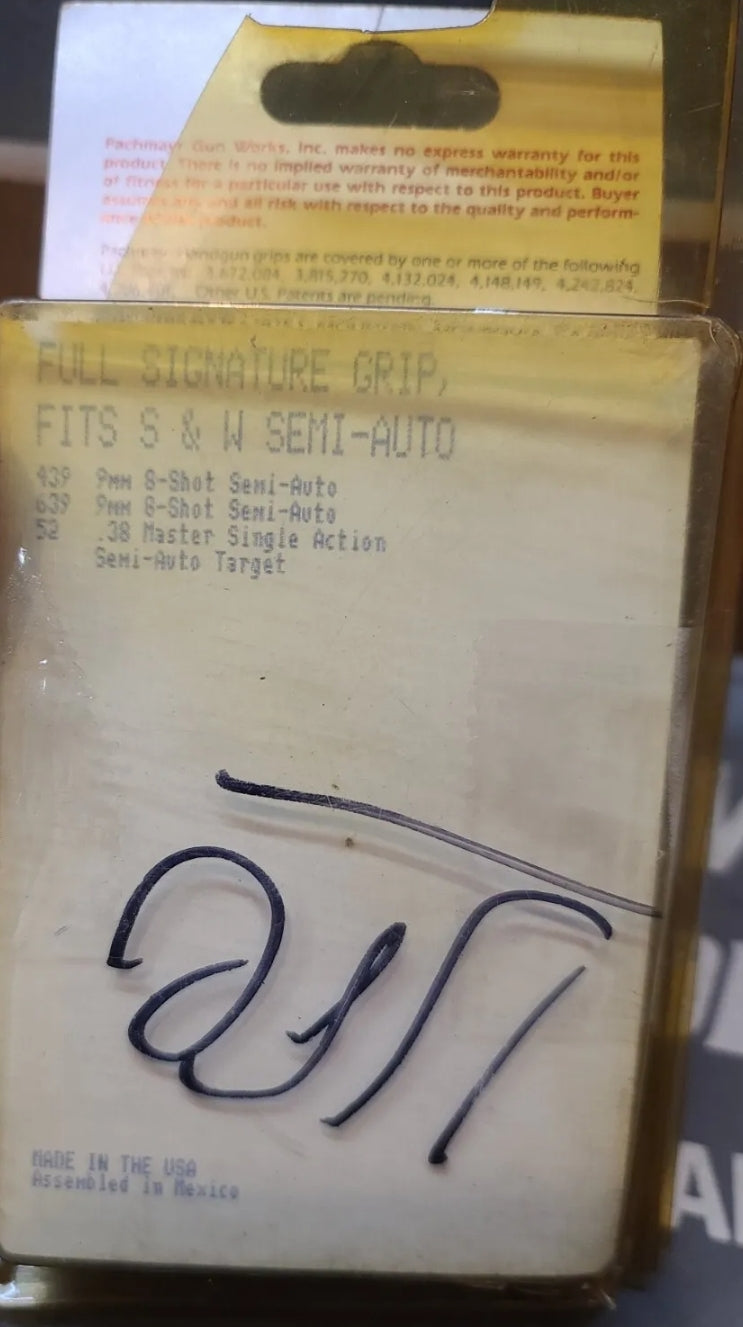 Pachmayr Gun Works, Inc. makes no express warranty for this
product. There is no implied warranty of merchantability and/or
of fitness for a particular use with respect to this product. Buyer
assumes any and all risk with respect to the quality and perform-
product.
Pachmayr handgun grips are covered by one or more of the following
3,672,084, 3,815,270, 4,132,024, 4,148,149, 4,242,824,
Other U.S. Patents are pending.
FULL SIGNATURE GRIP,
FITS S & W SEMI-AUTO
439 9mm 8-Shot Semi-Auto
639 9mm 8-Shot Semi-Auto
52 .38 Master Single Action
Semi-Auto Target
MADE IN THE USA
Assembled in Mexico